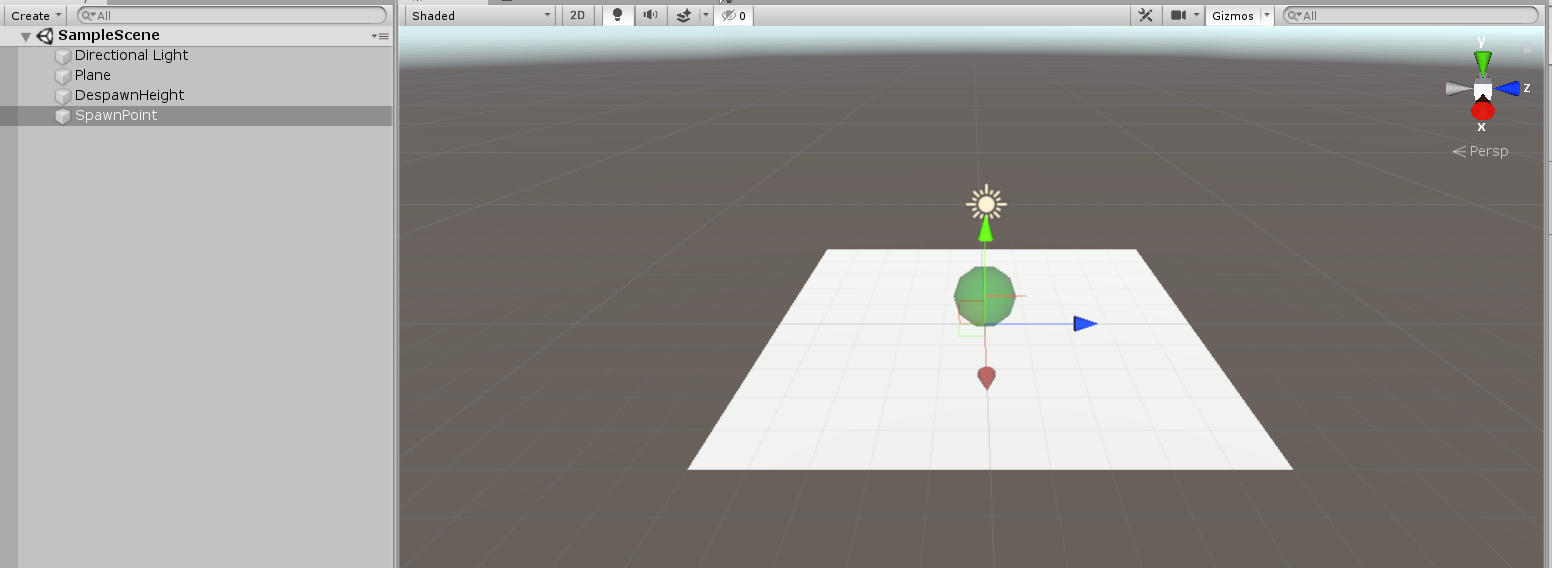 Create All
Shaded 2D 0 Gizmos All
SampleScene
Directional Light
Plane
DespawnHeight
SpawnPoint
y
z
x
Persp